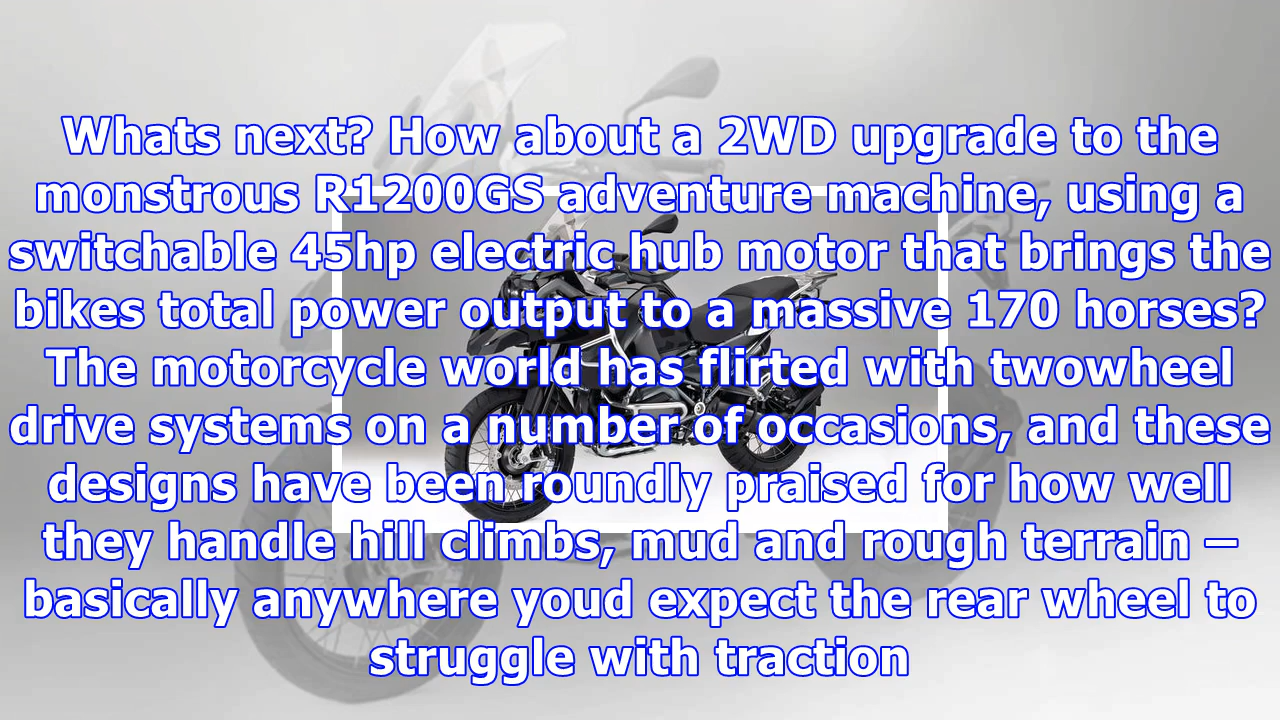 Whats next? How about a 2WD upgrade to the
monstrous R1200GS adventure machine, using a
switchable 45hp electric hub motor that brings the
bikes total power output to a massive 170 horses?
The motorcycle world has flirted with twowheel
drive systems on a number of occasions, and these
designs have been roundly praised for how well
they handle hill climbs, mud and rough terrain –
basically anywhere youd expect the rear wheel to
struggle with traction